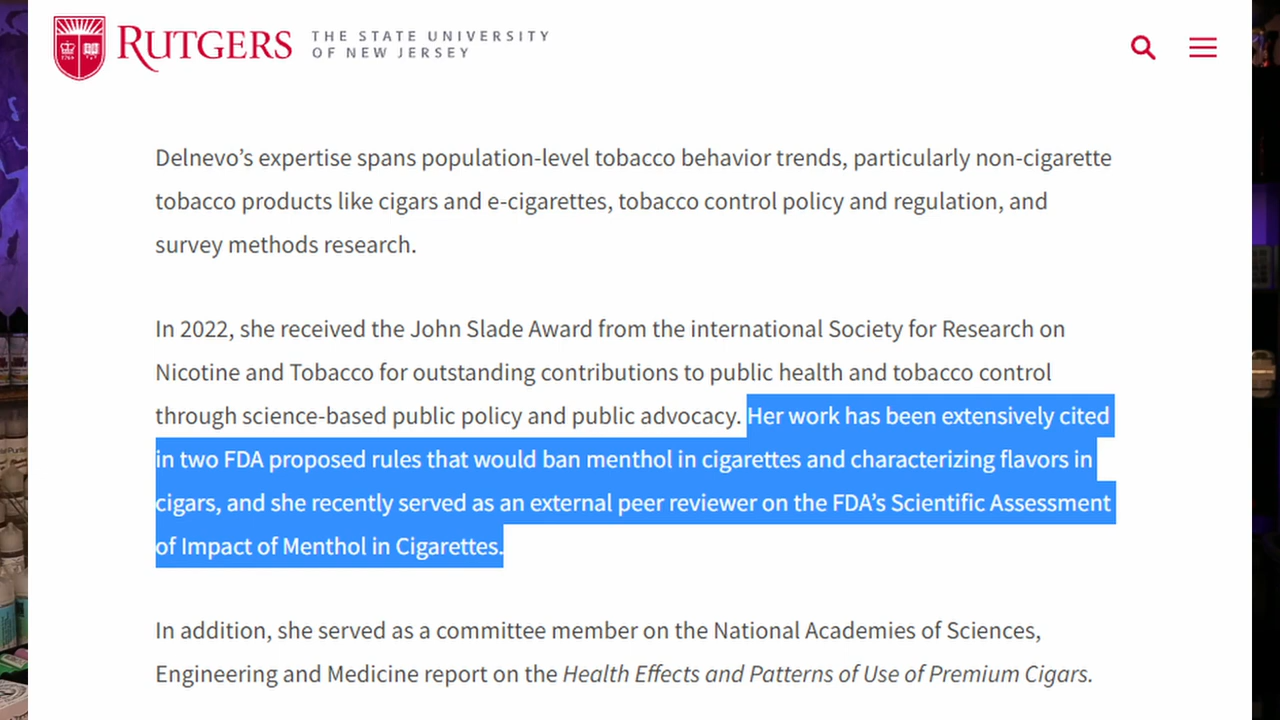 RUTGERS
THE STATE UNIVERSITY
OF NEW JERSEY
Delnevo’s expertise spans population-level tobacco behavior trends, particularly non-cigarette
tobacco products like cigars and e-cigarettes, tobacco control policy and regulation, and
survey methods research.
In 2022, she received the John Slade Award from the international Society for Research on
Nicotine and Tobacco for outstanding contributions to public health and tobacco control
through science-based public policy and public advocacy. Her work has been extensively cited
in two FDA proposed rules that would ban menthol in cigarettes and characterizing flavors in
cigars, and she recently served as an external peer reviewer on the FDA’s Scientific Assessment
of Impact of Menthol in Cigarettes.
In addition, she served as a committee member on the National Academies of Sciences,
Engineering and Medicine report on the Health Effects and Patterns of Use of Premium Cigars.